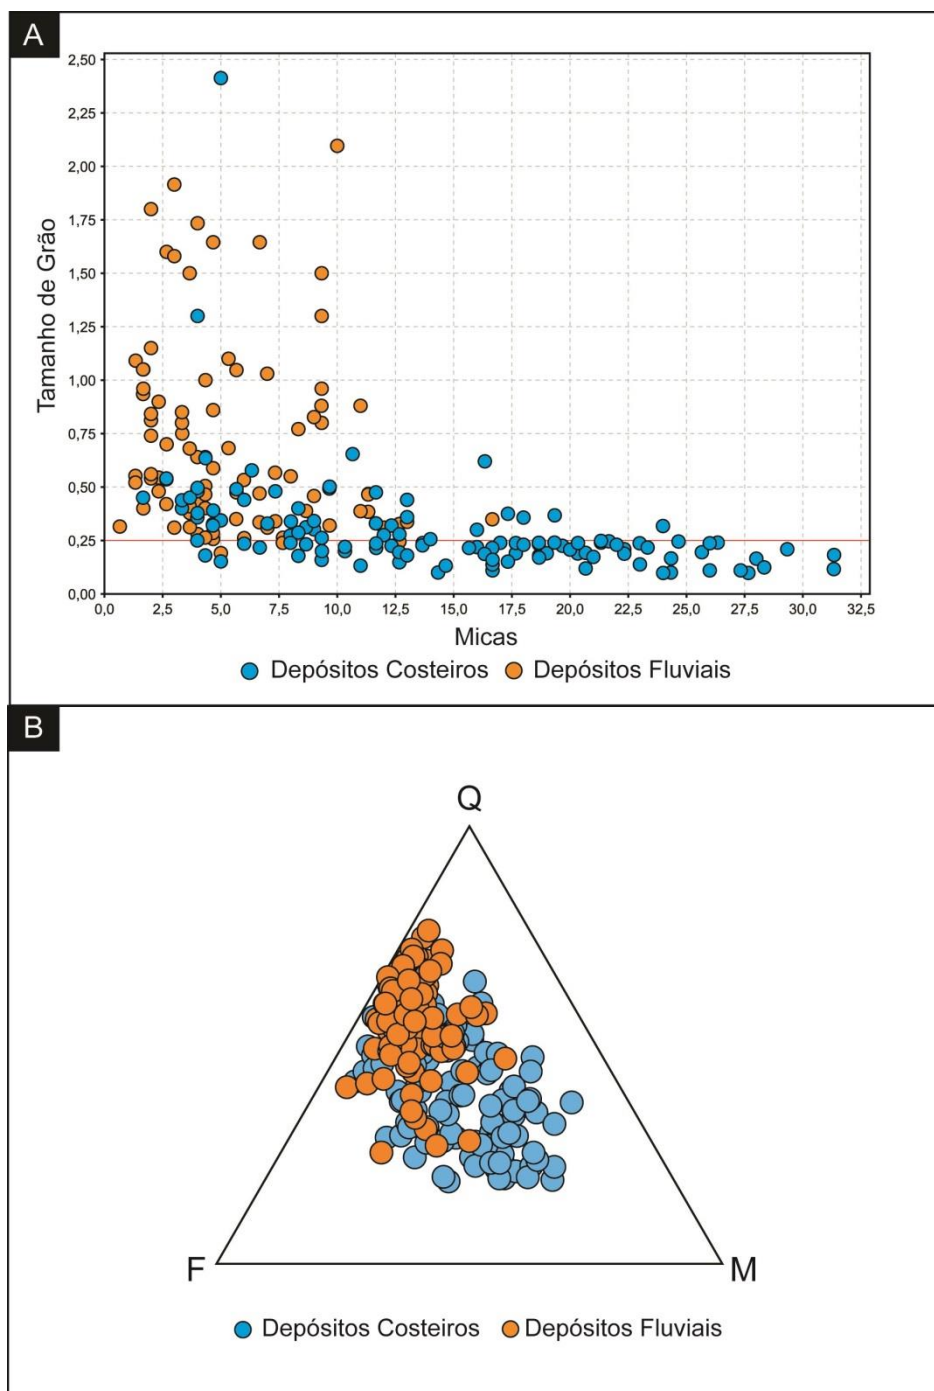 A
Tamanho de Grão
2,50
2,25
2,00
1,75
1,50
1,25
1,00
0,75
0,50
0,25
0,00
0,0 2,5 5,0 7,5 10,0 12,5 15,0 17,5 20,0 22,5 25,0 27,5 30,0 32,5
Micas
Depósitos Costeiros Depósitos Fluviais
B
Q
F M
Depósitos Costeiros Depósitos Fluviais